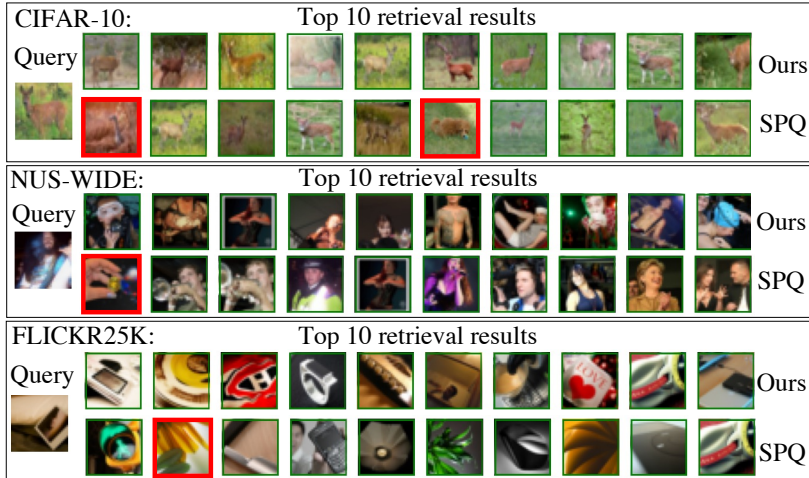 CIFAR-10: Top 10 retrieval results
Query
Ours
SPQ
NUS-WIDE: Top 10 retrieval results
Query
Ours
SPQ
FLICKR25K: Top 10 retrieval results
Query
Ours
SPQ